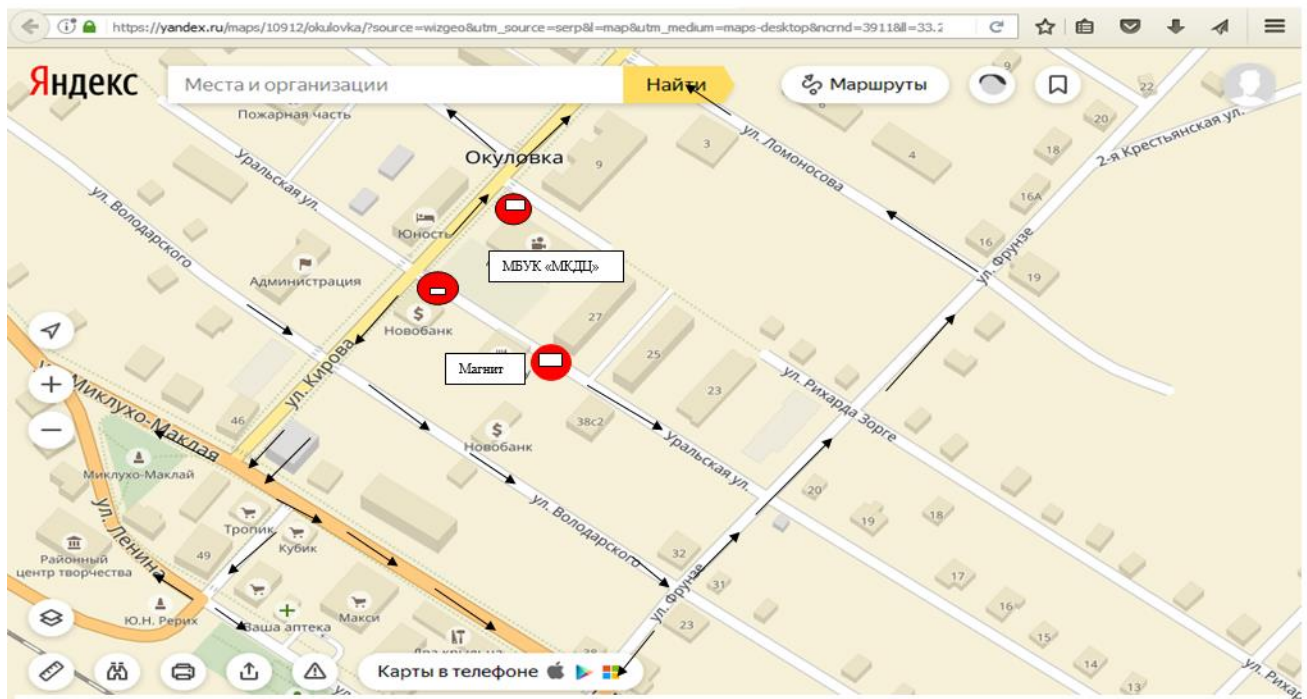 https://yandex.ru/maps/10912/okulovka/?source=wizgeo&utm_source=serp&l=map&utm_medium=maps-desktop&ncrnd=3911&ll=33.2
Яндекс
Места и организации
Найти
Маршруты
Пожарная часть
Окуловка
9
3
ул. Ломоносова
4
6
9
22
20
18
2-я Крестьянская ул.
16А
16
19
ул. Фрунзе
Уральская ул.
ул. Володарского
Юность
Администрация
МБУК «МКДЦ»
Новобанк
27
25
23
Магнит
ул. Кирова
ул. Рихарда Зорге
46
Миклухо-Маклая
38с2
Новобанк
Уральская ул.
Миклухо-Маклай
ул. Ленина
Тропик
Кубик
49
ул. Володарского
20
19
18
32
31
17
Районный
центр творчества
Ю.Н. Рерих
Ваша аптека
Макси
ул. Фрунзе
23
16
15
14
13
28
Карты в телефоне